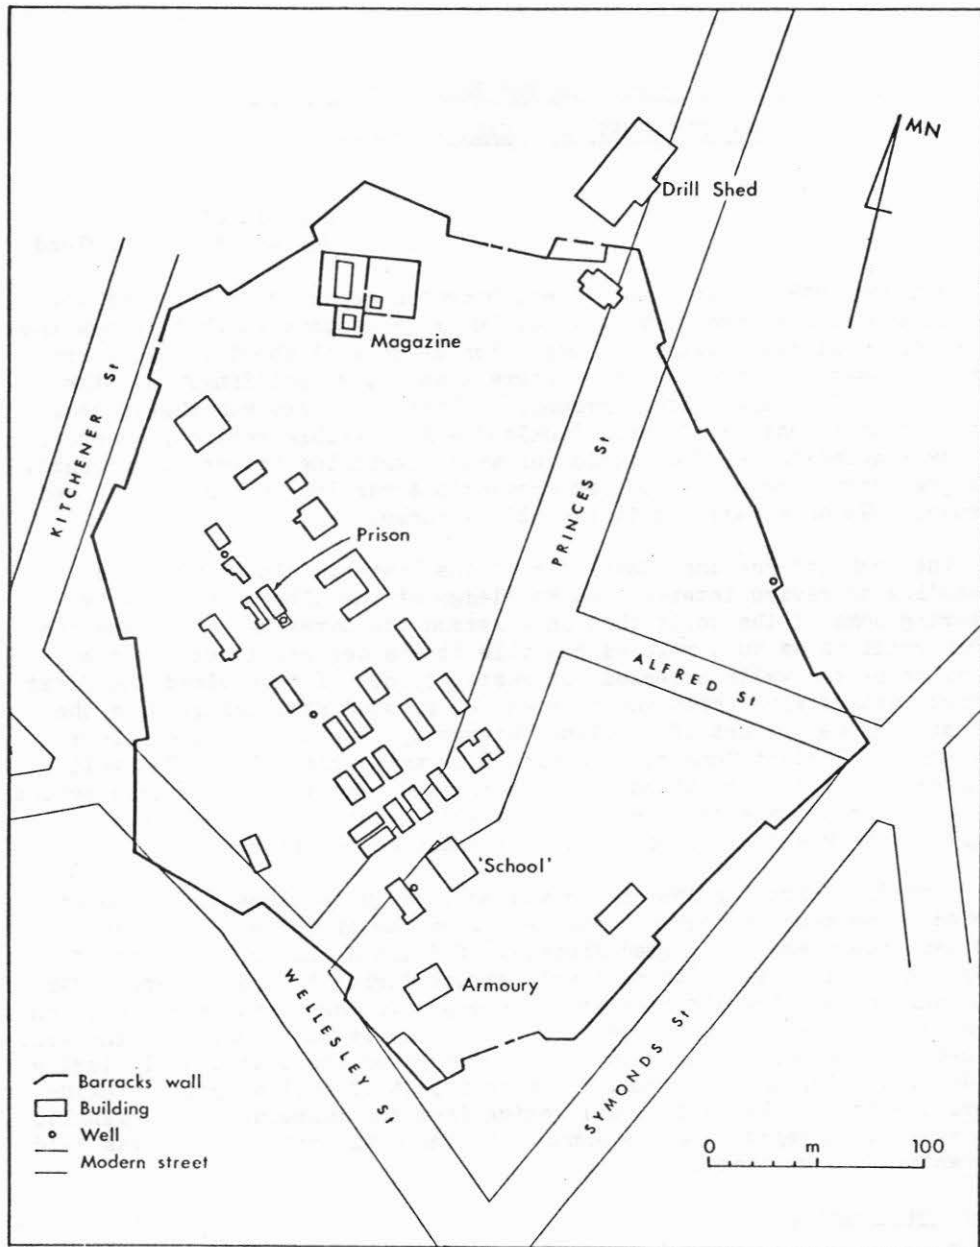 MN
Drill Shed
Magazine
KITCHENER St
PRINCES St
Prison
ALFRED St
'School'
Armoury
WELLESLEY St
SYMONDS St
Barracks wall
Building
Well
Modern street
0 m 100